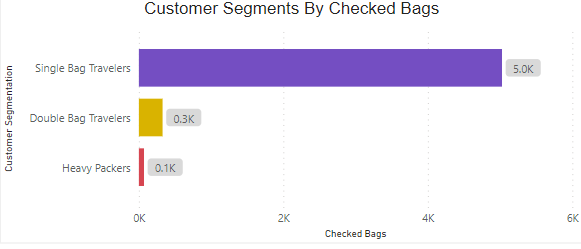 Customer Segments By Checked Bags
Customer Segmentation
Single Bag Travelers 5.0K
Double Bag Travelers 0.3K
Heavy Packers 0.1K
0K 2K 4K 6K
Checked Bags